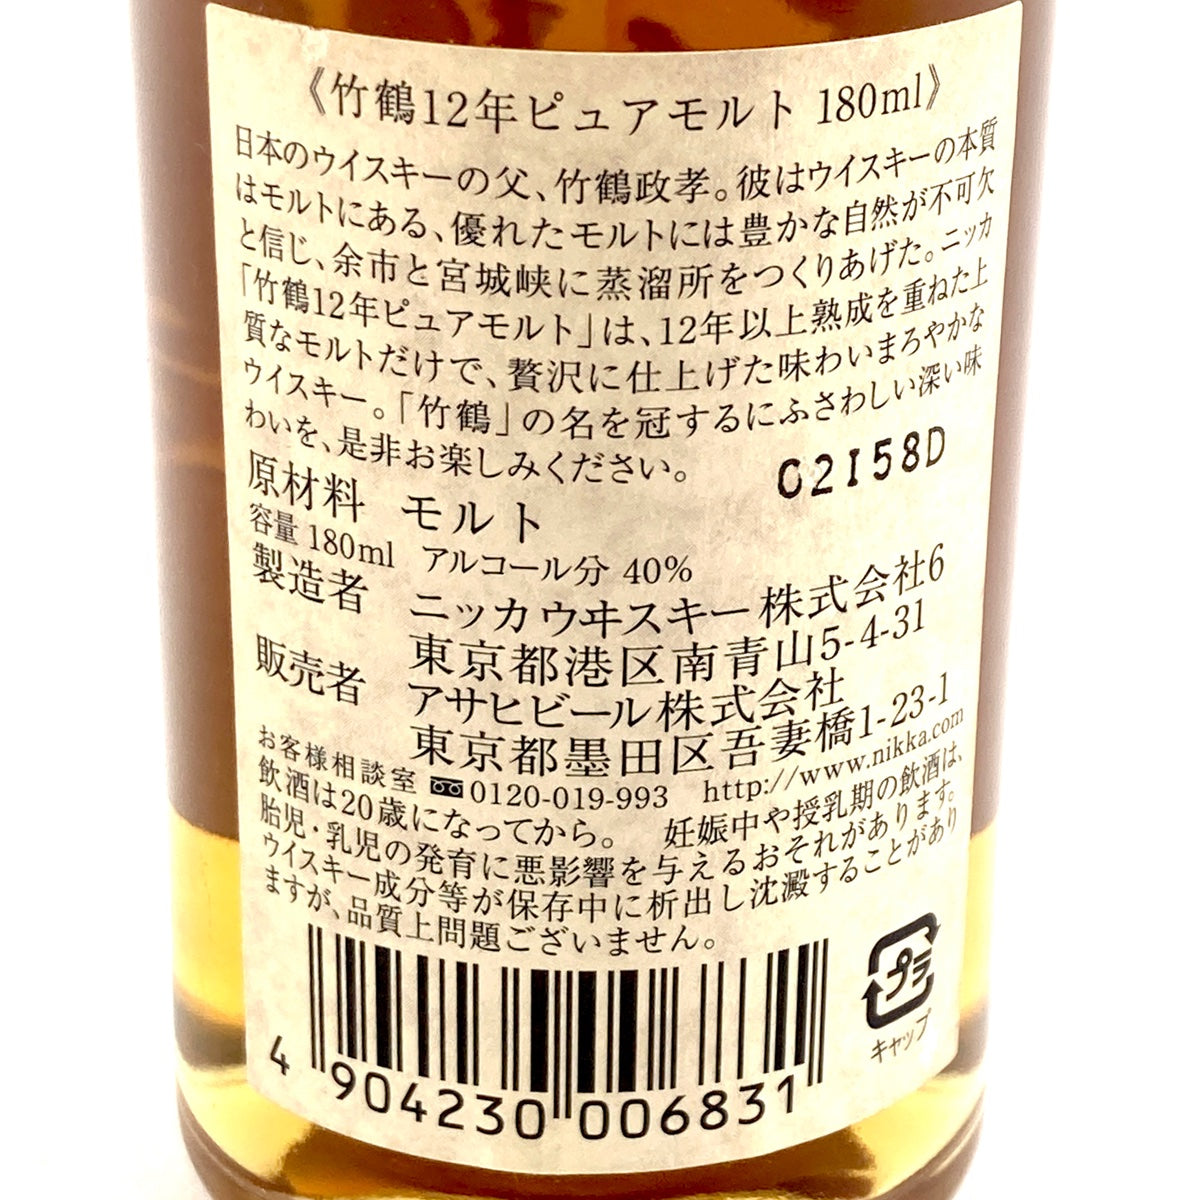 《竹鶴12年ピュアモルト 180ml》
日本のウイスキーの父、竹鶴政孝。彼はウイスキーの本質
はモルトにある、優れたモルトには豊かな自然が不可欠
と信じ、余市と宮城峡に蒸溜所をつくりあげた。ニッカ
「竹鶴12年ピュアモルト」は、12年以上熟成を重ねた上
質なモルトだけで、贅沢に仕上げた味わいまろやかな
ウイスキー。「竹鶴」の名を冠するにふさわしい深い味
わいを、是非お楽しみください。
02I58D
原材料 モルト
容量 180ml アルコール分 40%
製造者 ニッカウヰスキー株式会社6
東京都港区南青山5-4-31
販売者 アサヒビール株式会社
東京都墨田区吾妻橋1-23-1
お客様相談室 0120-019-993 http://www.nikka.com
飲酒は20歳になってから。 妊娠中や授乳期の飲酒は、
胎児・乳児の発育に悪影響を与えるおそれがあります。
ウイスキー成分等が保存中に析出し沈澱することがあり
ますが、品質上問題ございません。
プラ
キャップ
4 904230 006831